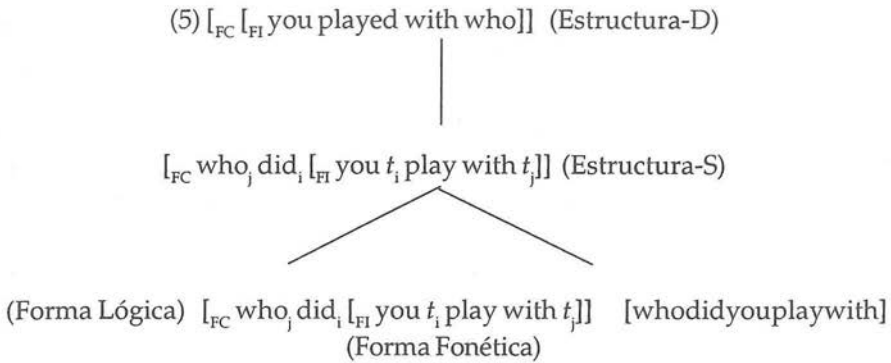 (5) [FC [FI you played with who]] (Estructura-D)
[FC whoj didi [FI you ti play with tj]] (Estructura-S)
(Forma Lógica) [FC whoj didi [FI you ti play with tj]] [whodidyouplaywith]
(Forma Fonética)